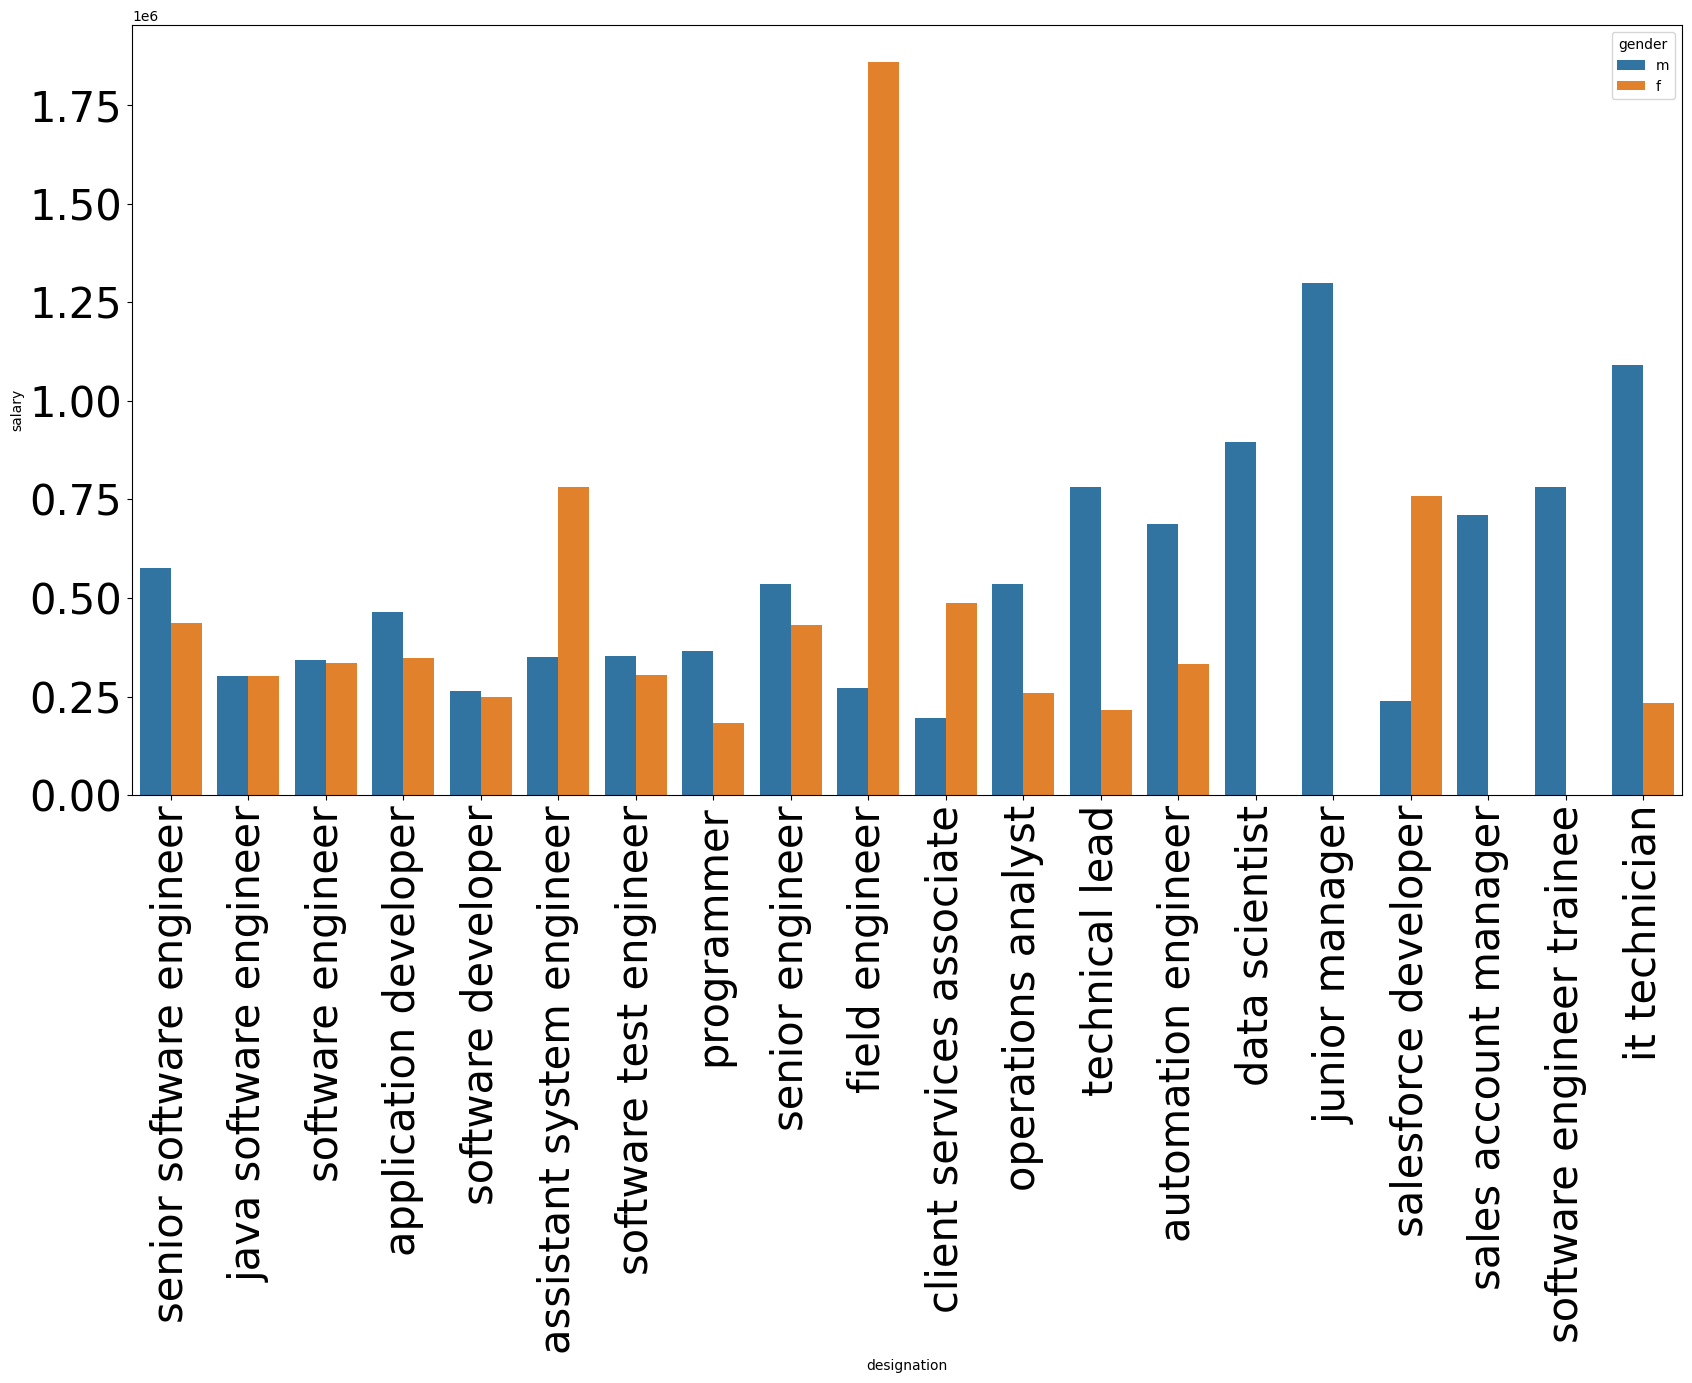 1e6
gender
m
f
1.75
1.50
1.25
1.00
0.75
0.50
0.25
0.00
salary
senior software engineer
java software engineer
software engineer
application developer
software developer
assistant system engineer
software test engineer
programmer
senior engineer
field engineer
client services associate
operations analyst
technical lead
automation engineer
data scientist
junior manager
salesforce developer
sales account manager
software engineer trainee
it technician
designation